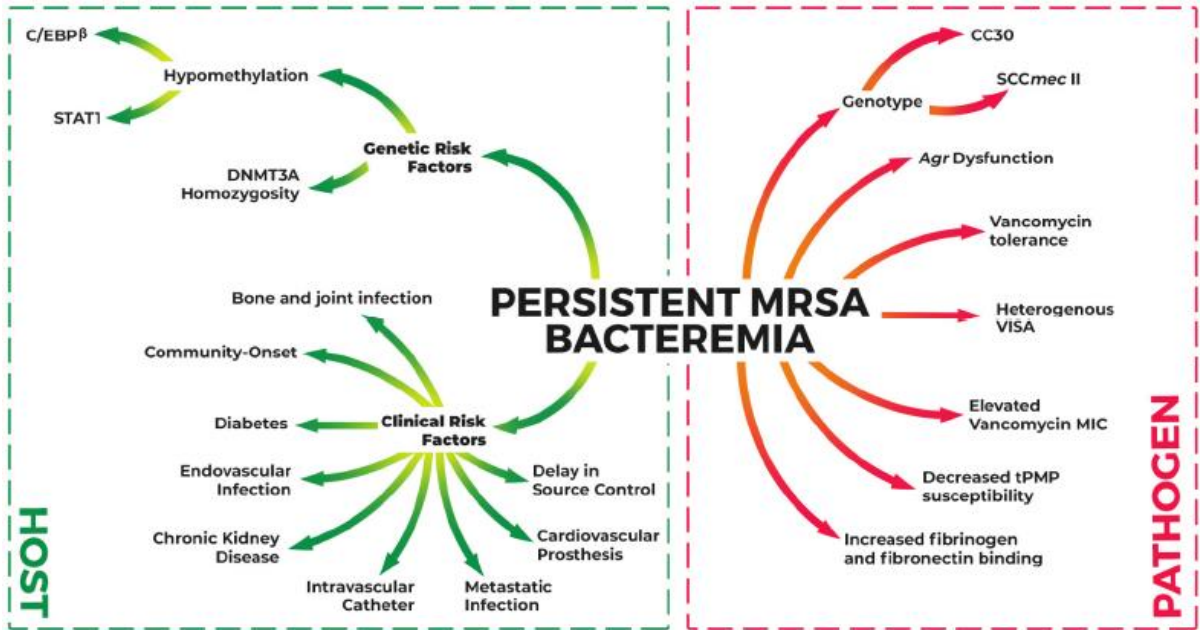 C/EBPβ
Hypomethylation
STAT1
Genetic Risk
Factors
DNMT3A
Homozygosity
PERSISTENT MRSA
BACTEREMIA
Bone and joint infection
Community-Onset
Diabetes
Clinical Risk
Factors
Endovascular
Infection
Delay in
Source Control
Chronic Kidney
Disease
Cardiovascular
Prosthesis
Intravascular
Catheter
Metastatic
Infection
HOST
CC30
SCCmec II
Genotype
Agr Dysfunction
Vancomycin
tolerance
Heterogenous
VISA
Elevated
Vancomycin MIC
Decreased tPMP
susceptibility
Increased fibrinogen
and fibronectin binding
PATHOGEN